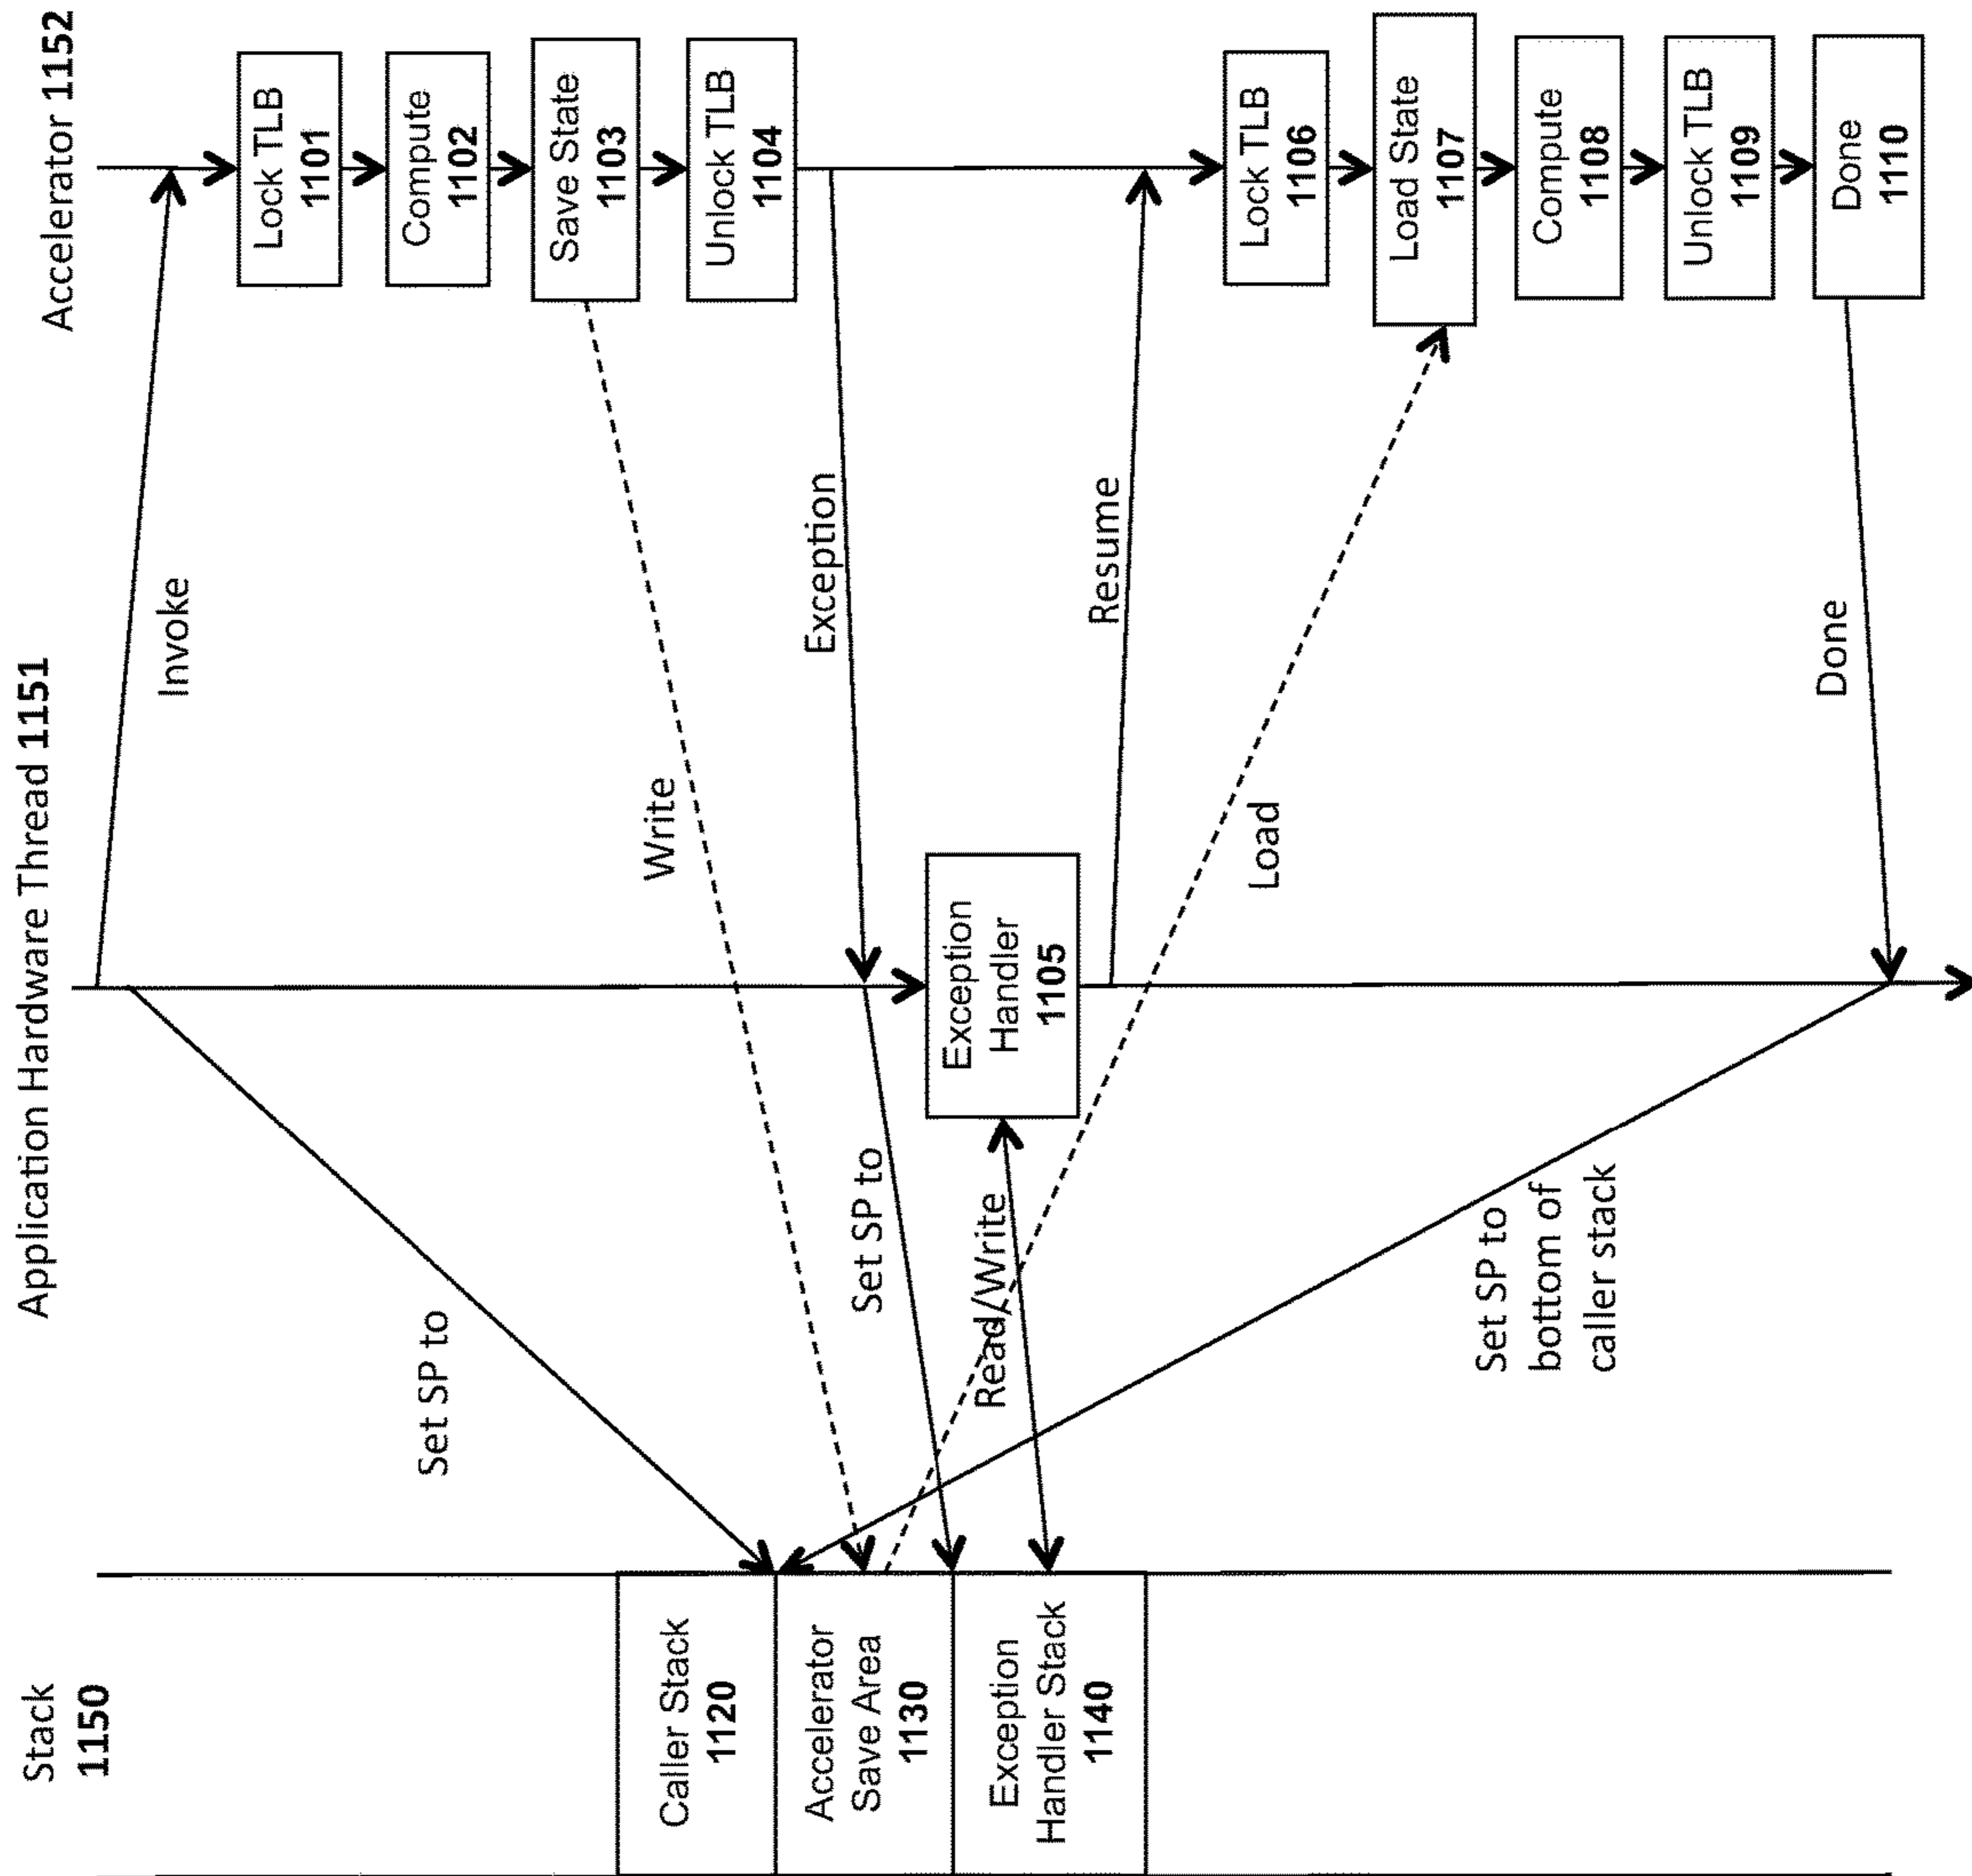 Stack
1150
Application Hardware Thread 1151
Accelerator 1152
Caller Stack
1120
Accelerator
Save Area
1130
Exception
Handler Stack
1140
Set SP to
Set SP to
Read/Write
Set SP to
bottom of
caller stack
Exception
Handler
1105
Invoke
Write
Exception
Resume
Load
Done
Lock TLB
1101
Compute
1102
Save State
1103
Unlock TLB
1104
Lock TLB
1106
Load State
1107
Compute
1108
Unlock TLB
1109
Done
1110